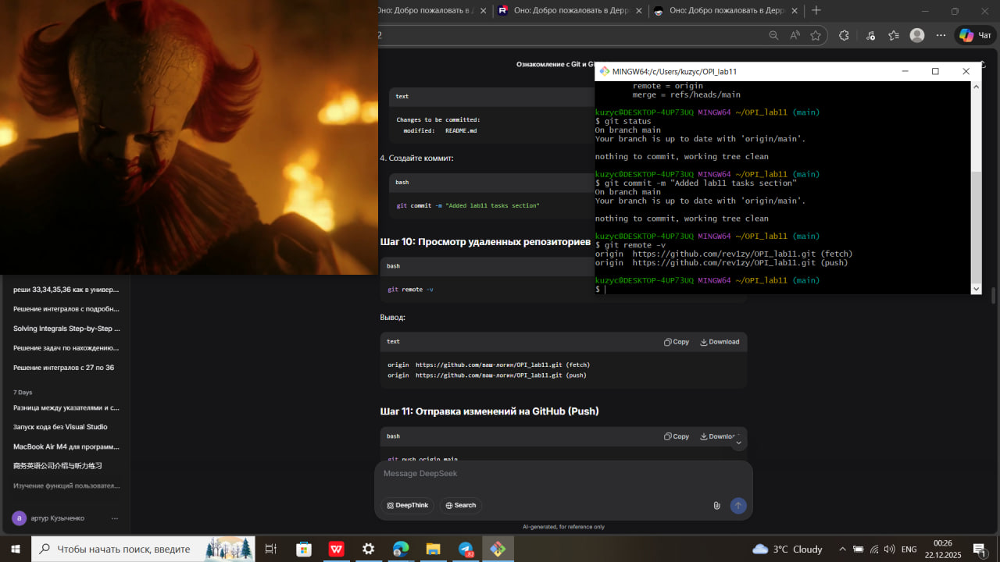 Оно: Добро пожаловать в Д
Оно: Добро пожаловать в Дерр
Оно: Добро пожаловать в Дерр
2
Чат
Ознакомление с Git и Gi
text
Changes to be committed:
modified: README.md
4. Создайте коммит:
bash
git commit -m "Added lab11 tasks section"
Шаг 10: Просмотр удаленных репозиториев
bash
git remote -v
Вывод:
text
Copy Download
origin https://github.com/ваш-логин/OPI_lab11.git (fetch)
origin https://github.com/ваш-логин/OPI_lab11.git (push)
Шаг 11: Отправка изменений на GitHub (Push)
bash
Copy Download
git push origin main
Message DeepSeek
DeepThink
Search
AI-generated, for reference only
MINGW64:/c/Users/kuzyc/OPI_lab11
remote = origin
merge = refs/heads/main
kuzyc@DESKTOP-4UP73UQ MINGW64 ~/OPI_lab11 (main)
$ git status
On branch main
Your branch is up to date with 'origin/main'.
nothing to commit, working tree clean
kuzyc@DESKTOP-4UP73UQ MINGW64 ~/OPI_lab11 (main)
$ git commit -m "Added lab11 tasks section"
On branch main
Your branch is up to date with 'origin/main'.
nothing to commit, working tree clean
kuzyc@DESKTOP-4UP73UQ MINGW64 ~/OPI_lab11 (main)
$ git remote -v
origin https://github.com/rev1zy/OPI_lab11.git (fetch)
origin https://github.com/rev1zy/OPI_lab11.git (push)
kuzyc@DESKTOP-4UP73UQ MINGW64 ~/OPI_lab11 (main)
$
реши 33,34,35,36 как в универ...
Решение интегралов с подробн...
Solving Integrals Step-by-Step ...
Решение задач по нахождению...
Решение интегралов с 27 по 36
7 Days
Разница между указателями и с...
Запуск кода без Visual Studio
MacBook Air M4 для программ...
商务英语公司介绍与听力练习
Изучение функций пользовател...
а артур Кузыченко ...
Чтобы начать поиск, введите
32
3°C Cloudy
ENG
00:26
22.12.2025
1